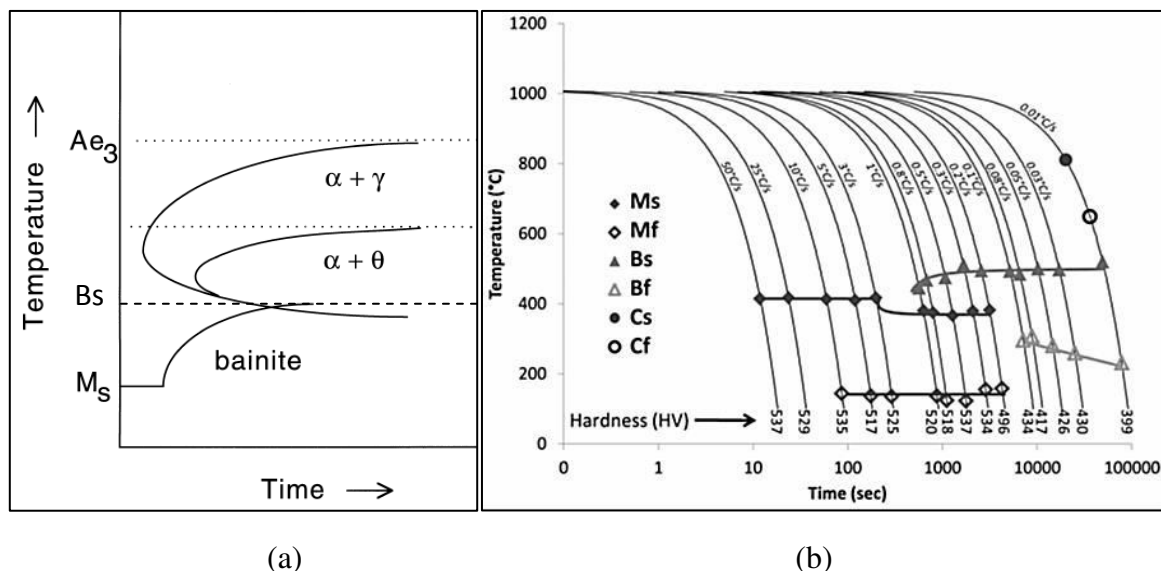 Temperature
Ae3
α + γ
α + θ
Bs
bainite
Ms
Time
(a)
1200
1000
800
600
400
200
0
Temperature (°C)
50°C/s
25°C/s
10°C/s
5°C/s
3°C/s
1°C/s
0.8°C/s
0.5°C/s
0.3°C/s
0.2°C/s
0.1°C/s
0.08°C/s
0.05°C/s
0.03°C/s
0.01°C/s
Ms
Mf
Bs
Bf
Cs
Cf
Hardness (HV)
537
529
535
517
525
520
518
537
534
496
434
417
426
430
399
0
1
10
100
1000
10000
100000
Time (sec)
(b)